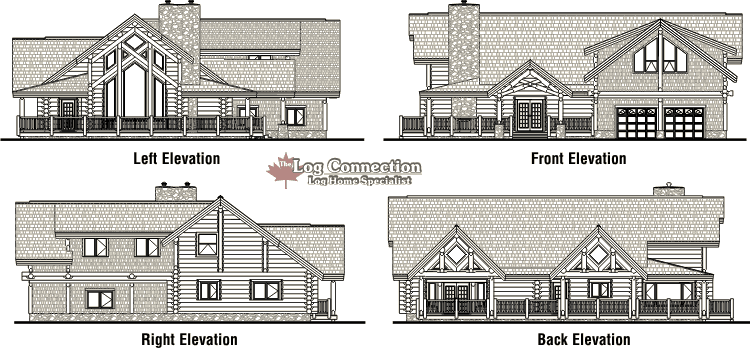 Left Elevation
Front Elevation
The Log Connection
Log Home Specialist
Right Elevation
Back Elevation